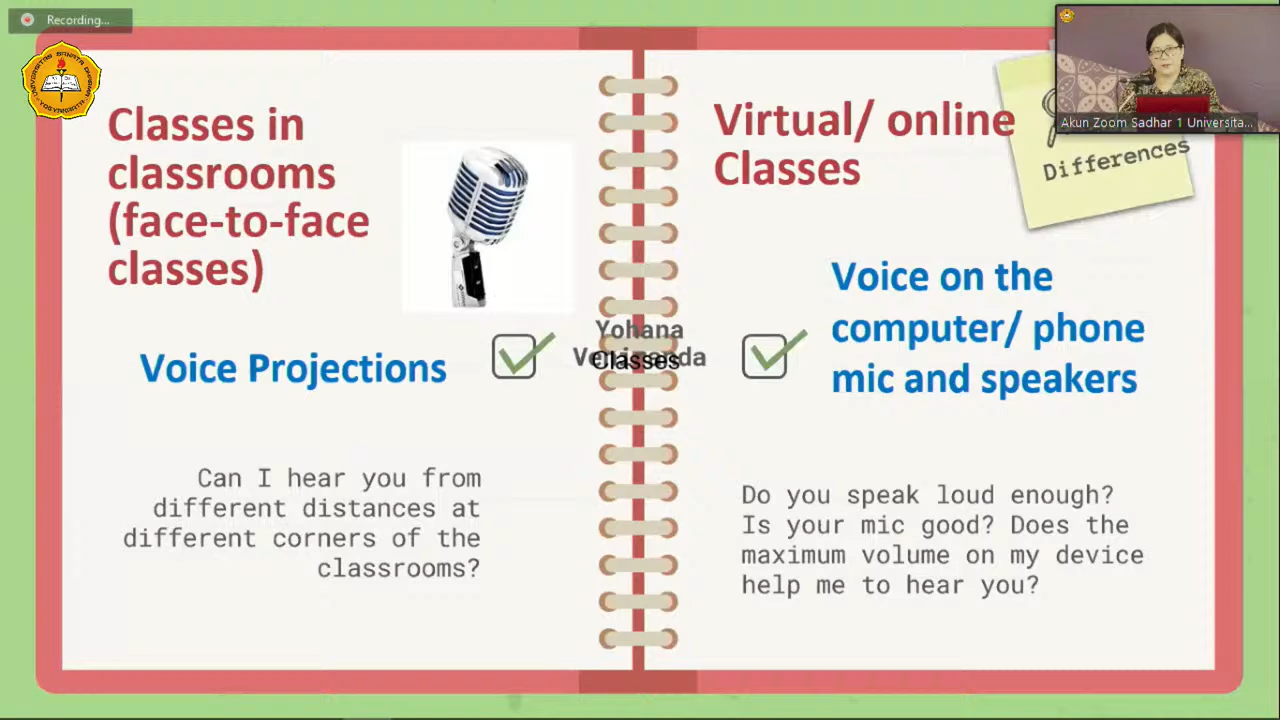 Recording...
Classes in
classrooms
(face-to-face
classes)
Voice Projections
Can I hear you from
different distances at
different corners of the
classrooms?
Yohana
Classes
Virtual/ online
Classes
Differences
Voice on the
computer/ phone
mic and speakers
Do you speak loud enough?
Is your mic good? Does the
maximum volume on my device
help me to hear you?
Akun Zoom Sadhar 1 Universita...